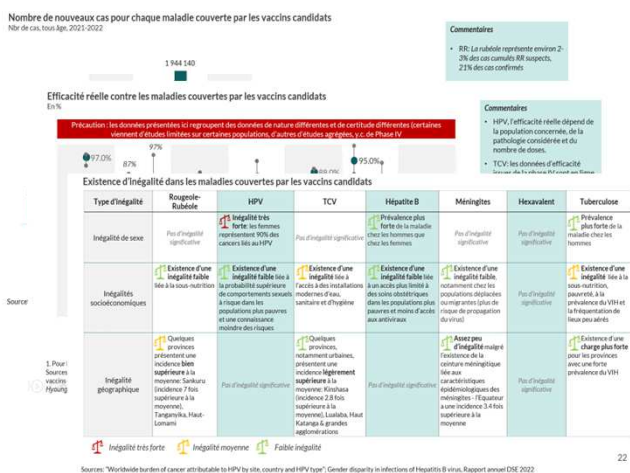 Nombre de nouveaux cas pour chaque maladie couverte par les vaccins candidats
Nbr de cas, tous âge, 2021-2022
Commentaires
• RR: La rubéole représente environ 2-
3% des cas cumulés RR suspects,
21% des cas confirmés
1 944 140
Efficacité réelle contre les maladies couvertes par les vaccins candidats
En %
Commentaires
• HPV, l'efficacité réelle dépend de
la population concernée, de la
pathologie considérée et du
nombre de doses.
• TCV: les données d'efficacité
Précaution : les données présentées ici regroupent des données de nature différentes et de certitude différentes (certaines
viennent d'études limitées sur certaines populations, d'autres d'études agrégées, y.c. de Phase IV
97.0%
87%
97%
95.0%
Existence d'inégalité dans les maladies couvertes par les vaccins candidats
Type d'inégalité
Rougeole-
Rubéole
HPV
TCV
Hépatite B
Méningites
Hexavalent
Tuberculose
Inégalité de sexe
Pas d'inégalité
significative
Inégalité très
forte: les femmes
représentent 90% des
cancers liés au HPV
Pas d'inégalité significative
Prévalence plus
forte de la maladie
chez les hommes que
chez les femmes
Pas d'inégalité
significative
Pas d'inégalité
significative
Prévalence
plus forte de la
maladie chez les
hommes
Inégalités
socioéconomiques
Existence d'une
inégalité faible
liée à la sous-nutrition
Existence d'une
inégalité faible liée à
la probabilité supérieure
de comportements sexuels
à risque dans les
populations plus pauvres
et une connaissance
moindre des risques
Existence d'une
inégalité liée à
l'accès à des installations
modernes d'eau,
sanitaire et d'hygiène
Existence d'une
inégalité faible liée à
un accès plus limité à
des soins obstétriques
dans les populations plus
pauvres et moins d'accès
aux antiviraux
Existence d'une
inégalité faible,
notamment chez les
populations déplacées
ou migrantes (plus de
risque de propagation
du virus)
Pas d'inégalité
significative
Existence d'une
inégalité liée à la
sous-nutrition,
pauvreté, à la
prévalence du VIH et
la fréquentation de
lieux peu aérés
Inégalité
géographique
Quelques
provinces
présentent une
incidence bien
supérieure à la
moyenne: Sankuru
(incidence 7 fois
supérieure à la
moyenne),
Tanganyika, Haut-
Lomami
Pas d'inégalité significative
Quelques
provinces,
notamment urbaines,
présentent une
incidence légèrement
supérieure à la
moyenne: Kinshasa
(incidence 2.8 fois
supérieure à la
moyenne), Lualaba, Haut
Katanga & grandes
agglomérations
Pas d'inégalité significative
Assez peu
d'inégalité malgré
l'existence de la
ceinture méningitique
liée aux
caractéristiques
épidémiologiques des
méningites - l'Equateur
a une incidence 3.4 fois
supérieure à la
moyenne
Pas d'inégalité
significative
Existence d'une
charge plus forte
pour les provinces
avec une forte
prévalence du VIH
Source
1. Pour
Sources
vaccins
Hyoung
Inégalité très forte
Inégalité moyenne
Faible inégalité
22
Sources: "Worldwide burden of cancer attributable to HPV by site, country and HPV type"; Gender disparity in infections of Hepatitis B virus, Rapport annuel DSE 2022